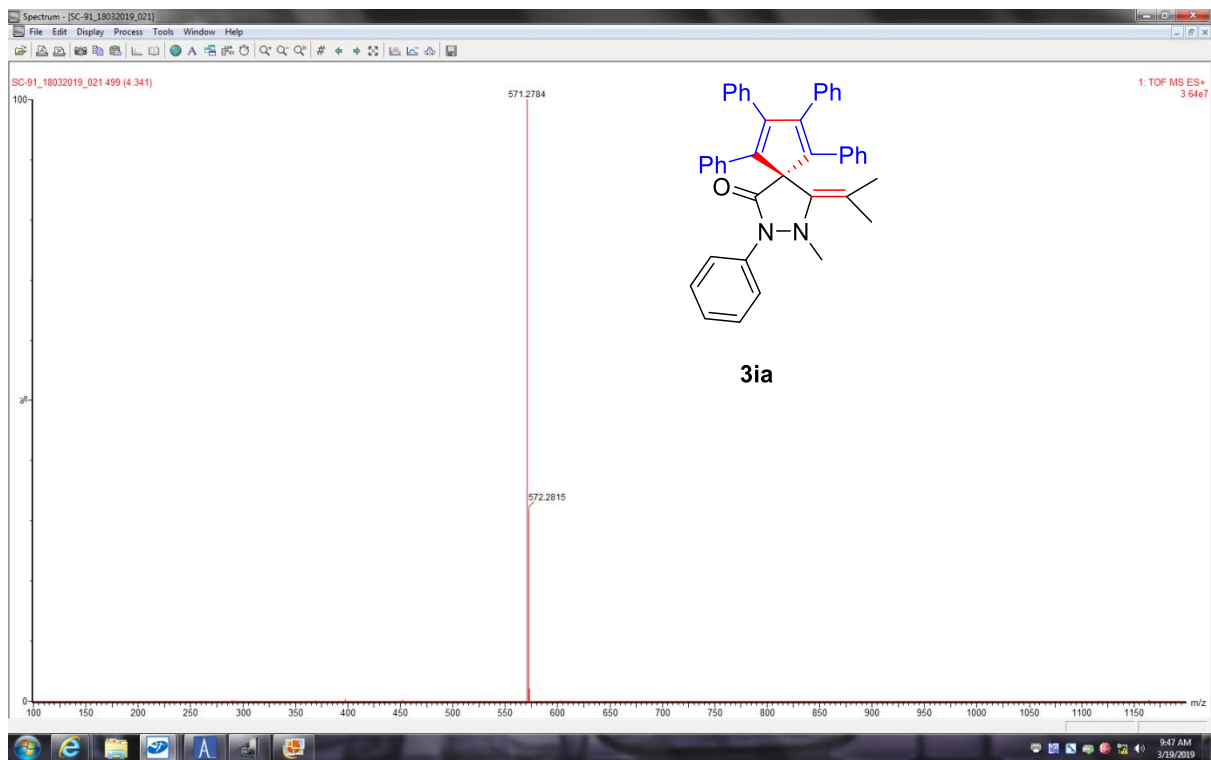 Spectrum - [SC-91_18032019_021]
File Edit Display Process Tools Window Help
SC-91_18032019_021 499 (4.341)
1: TOF MS ES+
3.64e7
100
%
0
571.2784
572.2815
Ph Ph
Ph Ph
O
N N
3ia
100 150 200 250 300 350 400 450 500 550 600 650 700 750 800 850 900 950 1000 1050 1100 1150 m/z
9:47 AM
3/19/2019